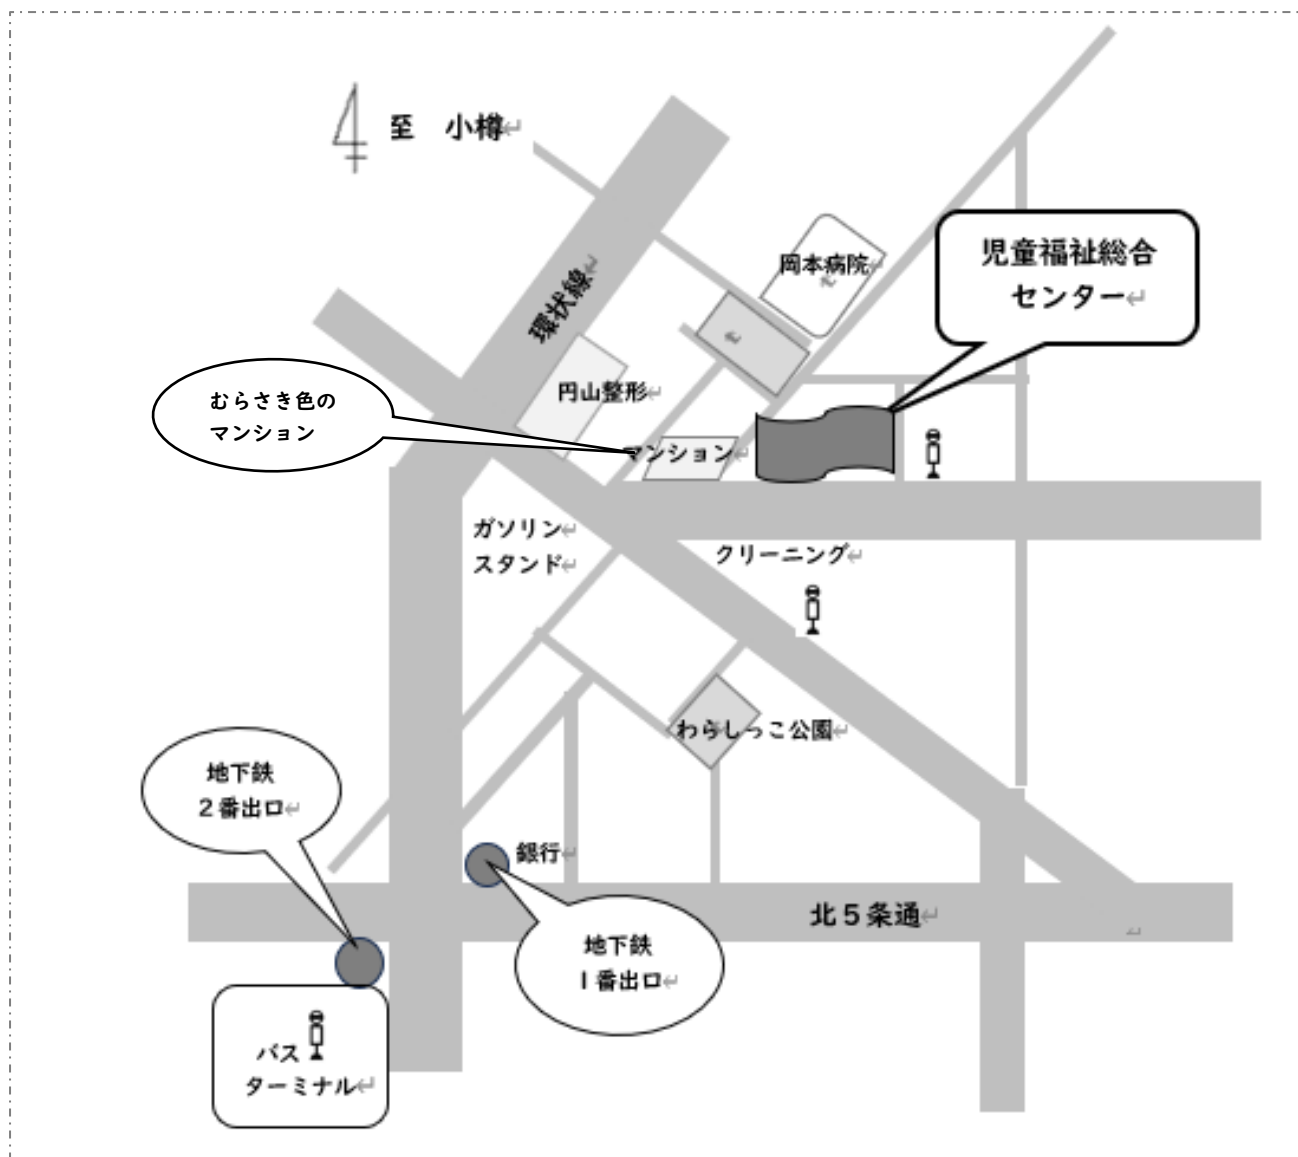 至　小樽
環状線
岡本病院
児童福祉総合
センター
円山整形
むらさき色の
マンション
マンション
ガソリン
スタンド
クリーニング
わらしっこ公園
地下鉄
２番出口
銀行
北５条通
地下鉄
１番出口
バス
ターミナル